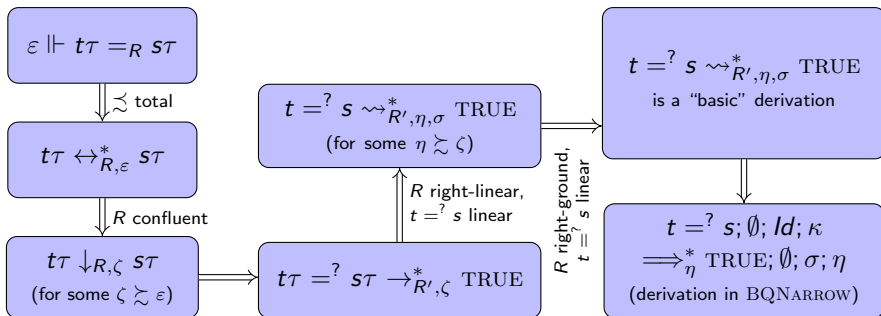 ε ⊩ tτ =_R sτ
≾ total
tτ ↔*_{R,ε} sτ
R confluent
tτ ↓_{R,ζ} sτ
(for some ζ ≿ ε)
tτ =? sτ →*_{R′,ζ} TRUE
R right-linear,
t =? s linear
t =? s ⇝*_{R′,η,σ} TRUE
(for some η ≿ ζ)
R right-ground,
t =? s linear
t =? s ⇝*_{R′,η,σ} TRUE
is a “basic” derivation
t =? s; ∅; Id; κ
⟹*_η TRUE; ∅; σ; η
(derivation in BQNARROW)